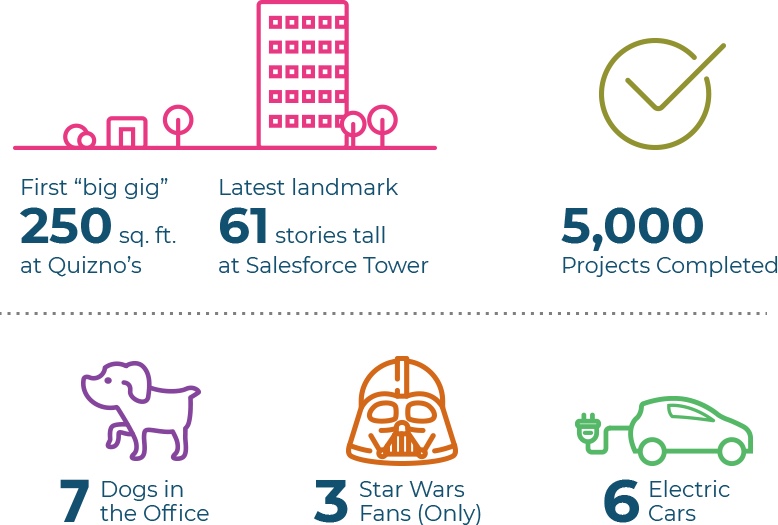 First “big gig”
250 sq. ft.
at Quizno’s
Latest landmark
61 stories tall
at Salesforce Tower
5,000
Projects Completed
7 Dogs in
the Office
3 Star Wars
Fans (Only)
6 Electric
Cars